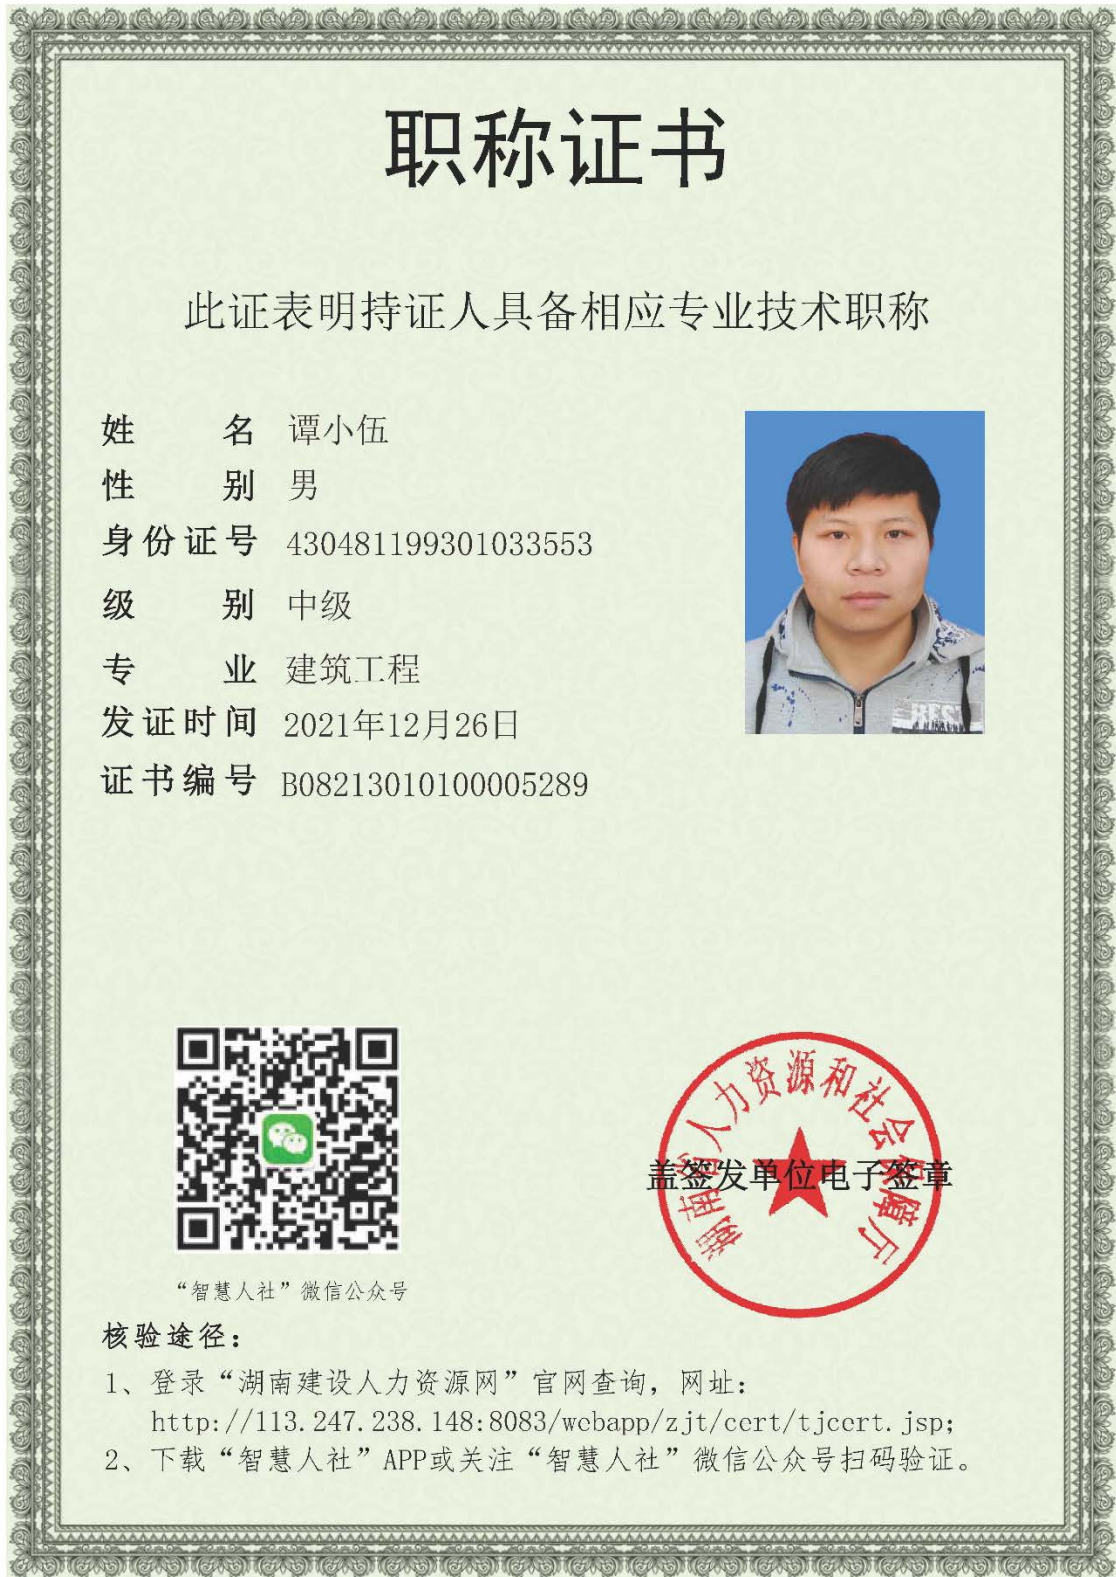 职称证书
此证表明持证人具备相应专业技术职称
姓名 谭小伍
性别 男
身份证号 430481199301033553
级别 中级
专业 建筑工程
发证时间 2021年12月26日
证书编号 B08213010100005289
湖南省人力资源和社会保障厅
盖签发单位电子签章
“智慧人社”微信公众号
核验途径：
1、登录“湖南建设人力资源网”官网查询，网址：
http://113.247.238.148:8083/webapp/zjt/cert/tjcert.jsp;
2、下载“智慧人社”APP或关注“智慧人社”微信公众号扫码验证。